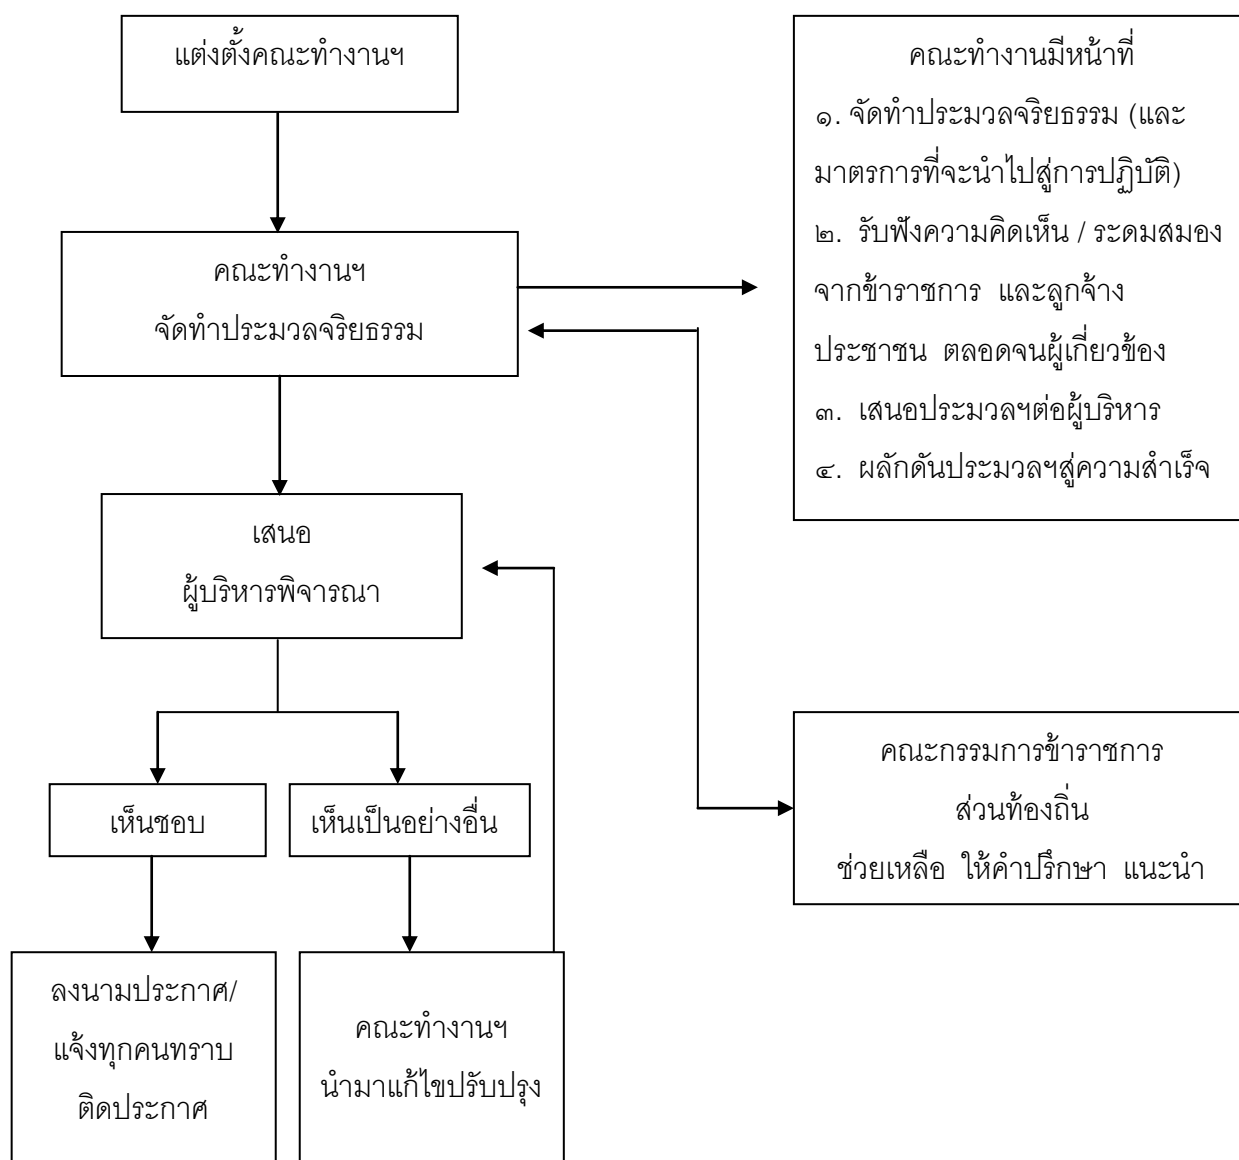 แต่งตั้งคณะทำงานฯ
คณะทำงานมีหน้าที่
๑. จัดทำประมวลจริยธรรม (และ
มาตรการที่จะนำไปสู่การปฏิบัติ)
๒. รับฟังความคิดเห็น / ระดมสมอง
จากข้าราชการ และลูกจ้าง
ประชาชน ตลอดจนผู้เกี่ยวข้อง
๓. เสนอประมวลฯต่อผู้บริหาร
๔. ผลักดันประมวลฯสู่ความสำเร็จ
คณะทำงานฯ
จัดทำประมวลจริยธรรม
เสนอ
ผู้บริหารพิจารณา
คณะกรรมการข้าราชการ
ส่วนท้องถิ่น
ช่วยเหลือ ให้คำปรึกษา แนะนำ
เห็นชอบ
เห็นเป็นอย่างอื่น
ลงนามประกาศ/
แจ้งทุกคนทราบ
ติดประกาศ
คณะทำงานฯ
นำมาแก้ไขปรับปรุง